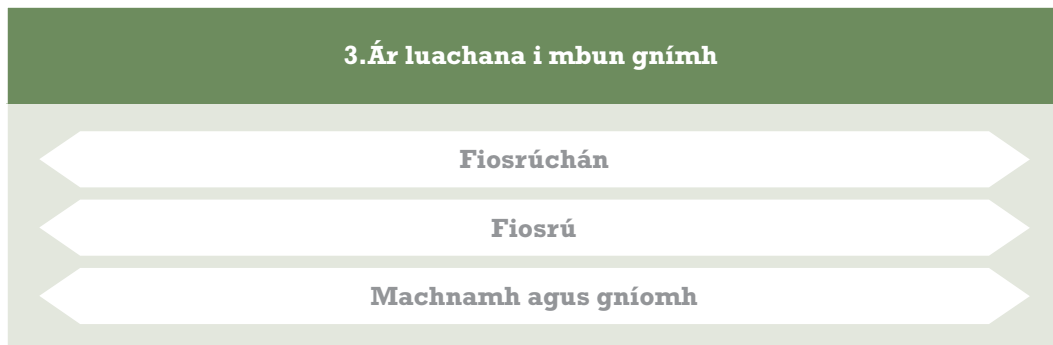 3.Ár luachana i mbun gnímh
Fiosrúchán
Fiosrú
Machnamh agus gníomh